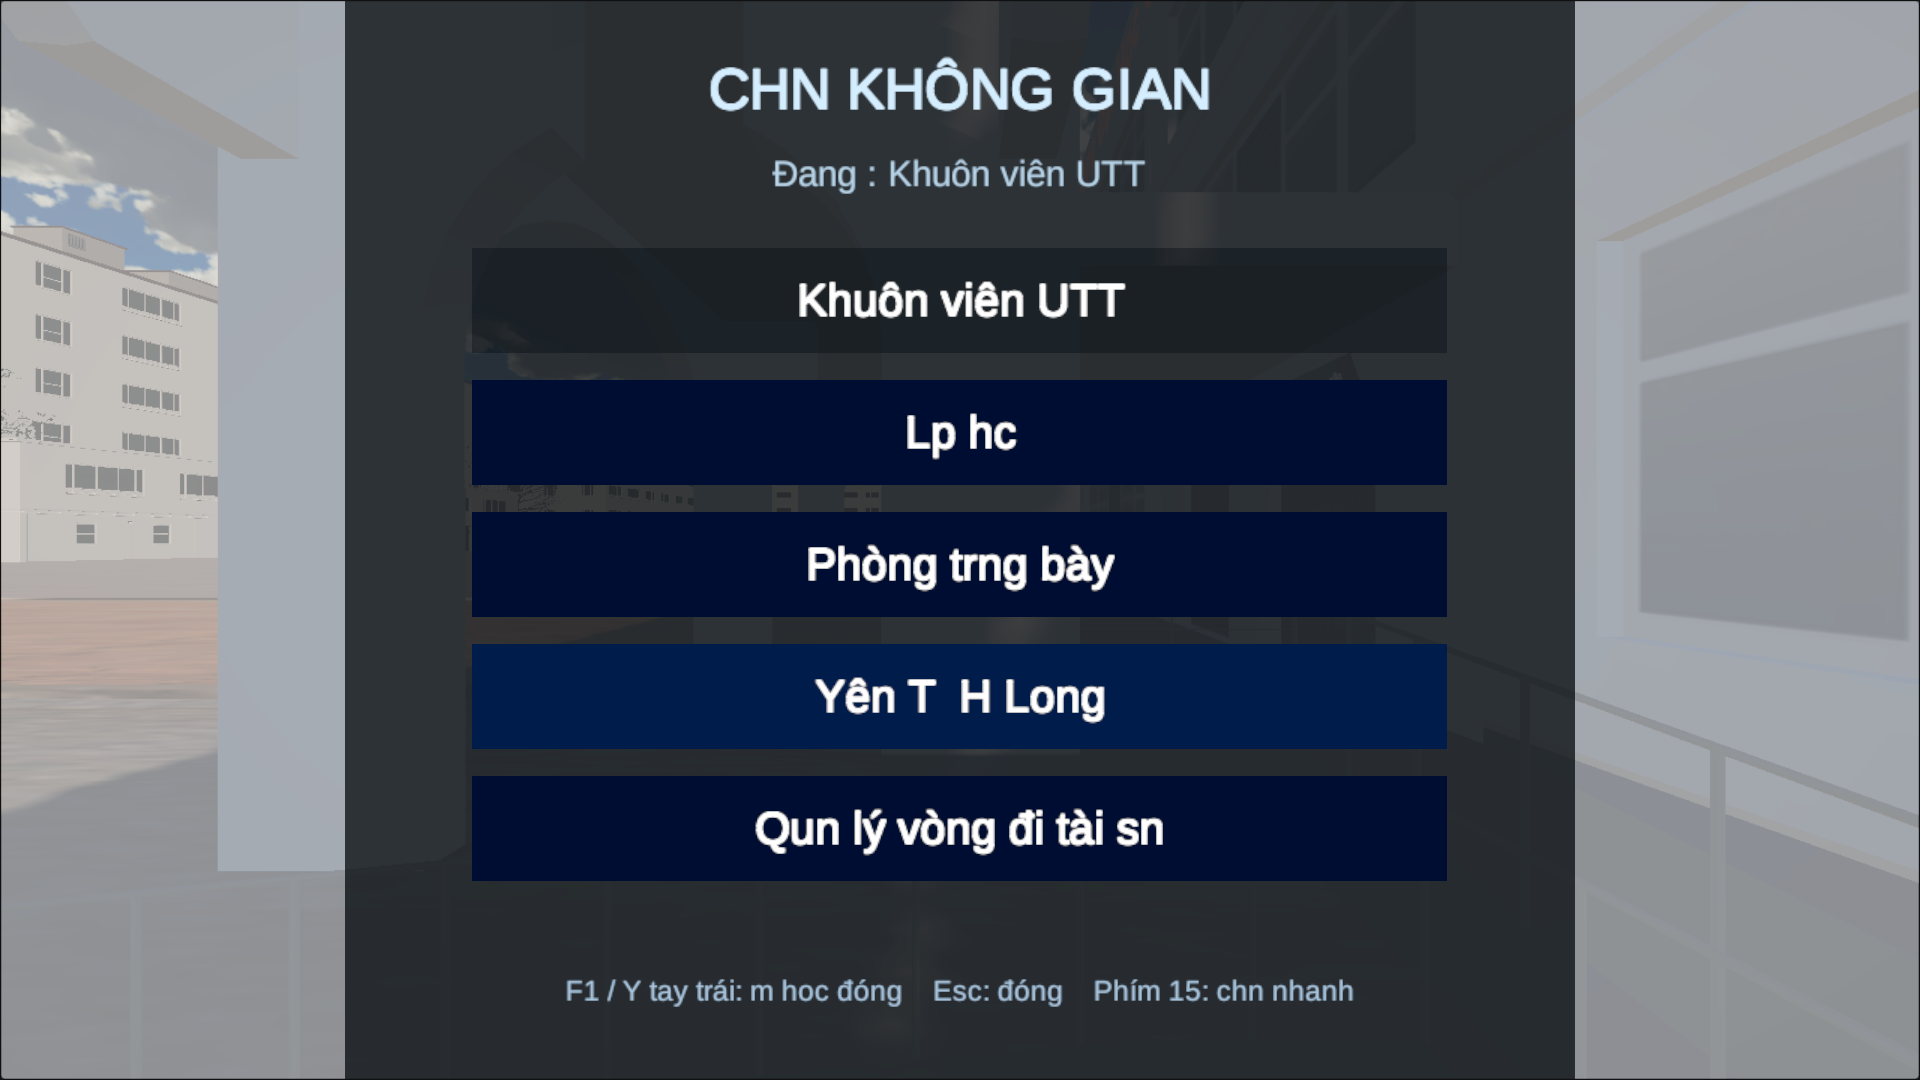 CHN KHÔNG GIAN
Đang : Khuôn viên UTT
Khuôn viên UTT
Lp hc
Phòng trng bày
Yên T  H Long
Qun lý vòng đi tài sn
F1 / Y tay trái: m hoc đóng    Esc: đóng    Phím 15: chn nhanh